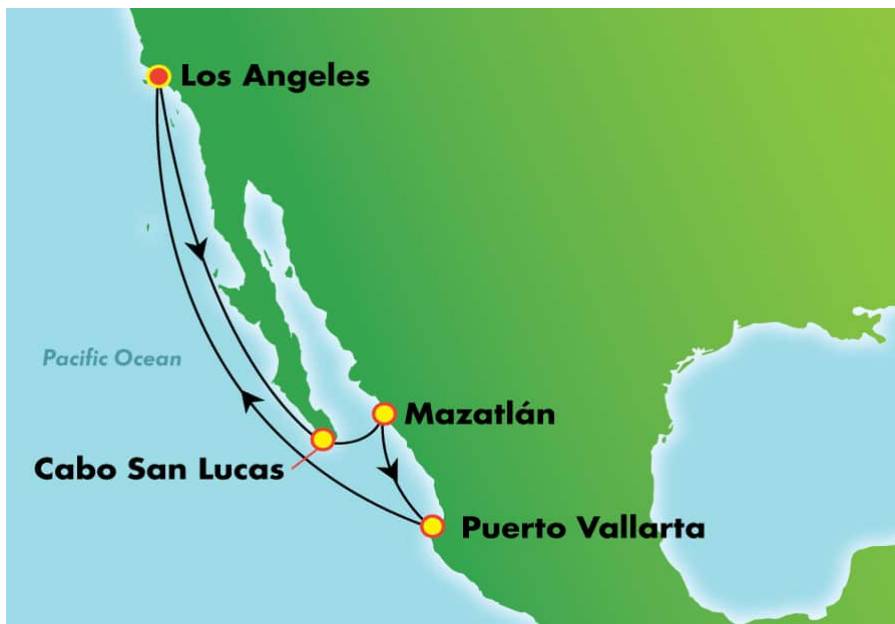 Los Angeles
Pacific Ocean
Mazatlán
Cabo San Lucas
Puerto Vallarta